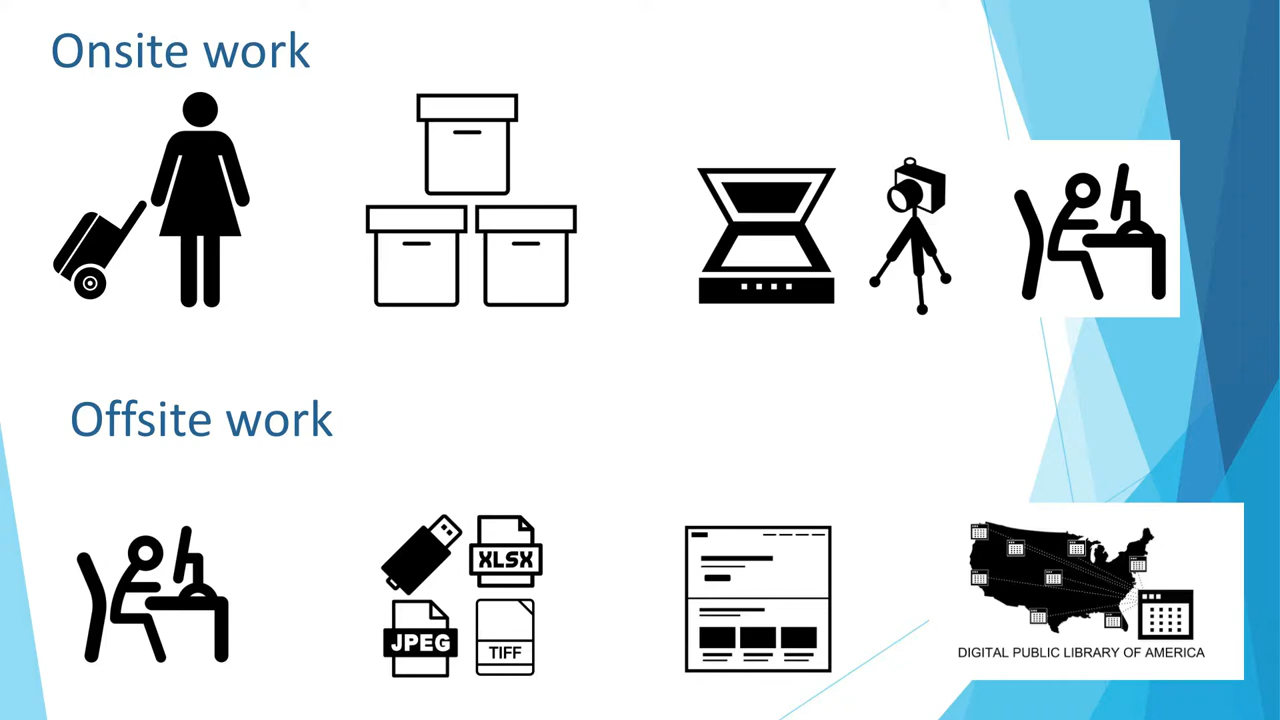 Onsite work
Offsite work
XLSX
JPEG
TIFF
DIGITAL PUBLIC LIBRARY OF AMERICA